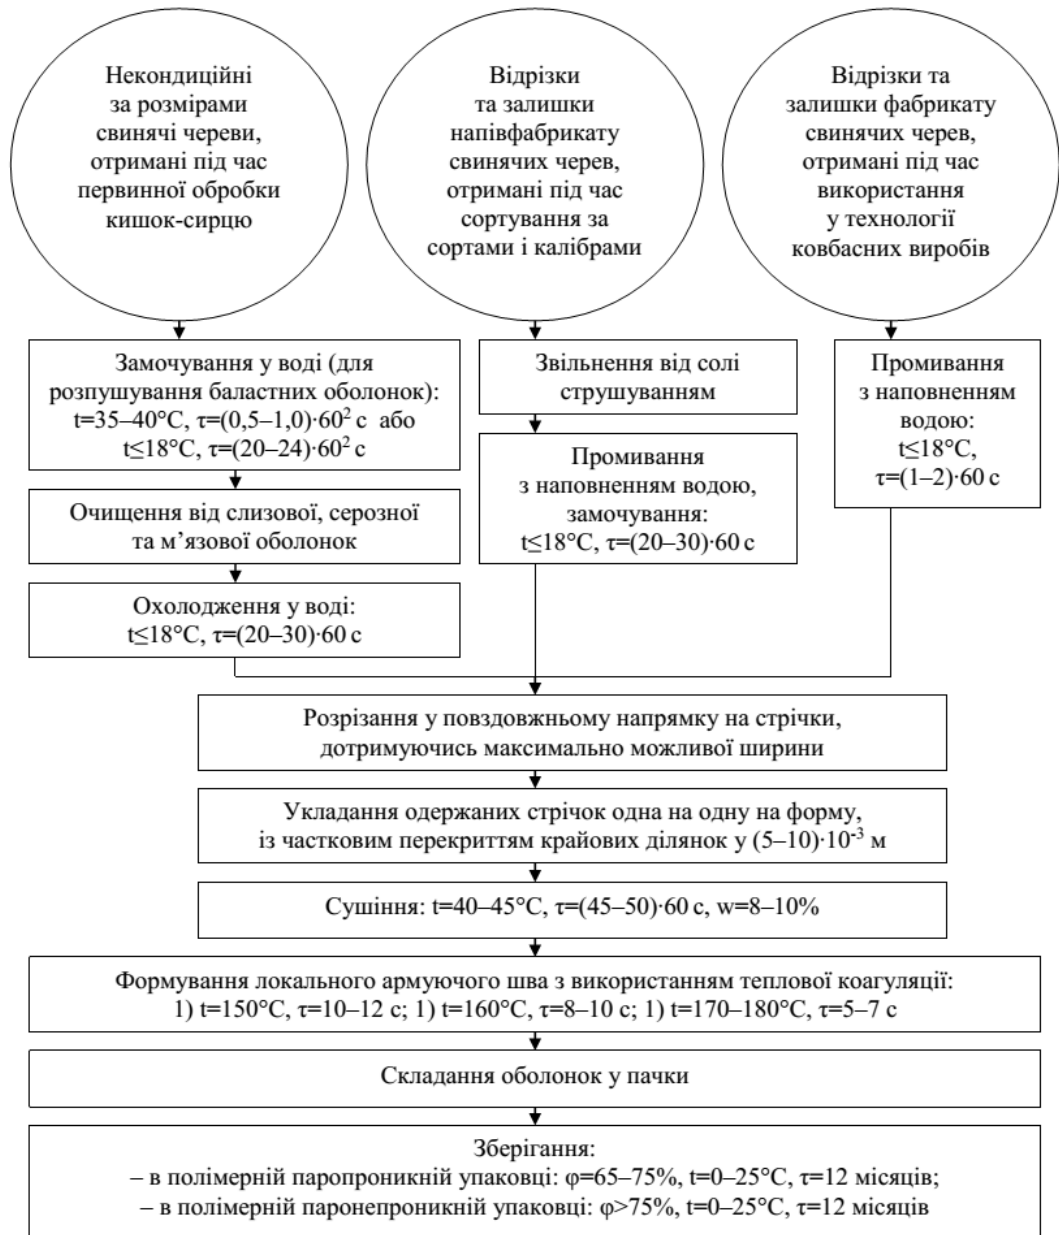 Некондиційні
за розмірами
свинячі череви,
отримані під час
первинної обробки
кишок-сирцю
Відрізки
та залишки
напівфабрикату
свинячих черев,
отримані під час
сортування за
сортами і калібрами
Відрізки та
залишки фабрикату
свинячих черев,
отримані під час
використання
у технології
ковбасних виробів
Замочування у воді (для
розпушування баластних оболонок):
t=35–40°С, τ=(0,5–1,0)·60² с або
t≤18°С, τ=(20–24)·60² с
Очищення від слизової, серозної
та м’язової оболонок
Охолодження у воді:
t≤18°С, τ=(20–30)·60 с
Звільнення від солі
струшуванням
Промивання
з наповненням водою,
замочування:
t≤18°С, τ=(20–30)·60 с
Промивання
з наповненням
водою:
t≤18°С,
τ=(1–2)·60 с
Розрізання у повздовжньому напрямку на стрічки,
дотримуючись максимально можливої ширини
Укладання одержаних стрічок одна на одну на форму,
із частковим перекриттям крайових ділянок у (5–10)·10⁻³ м
Сушіння: t=40–45°С, τ=(45–50)·60 с, w=8–10%
Формування локального армуючого шва з використанням теплової коагуляції:
1) t=150°С, τ=10–12 с; 1) t=160°С, τ=8–10 с; 1) t=170–180°С, τ=5–7 с
Складання оболонок у пачки
Зберігання:
– в полімерній паропроникній упаковці: φ=65–75%, t=0–25°С, τ=12 місяців;
– в полімерній паронепроникній упаковці: φ>75%, t=0–25°С, τ=12 місяців